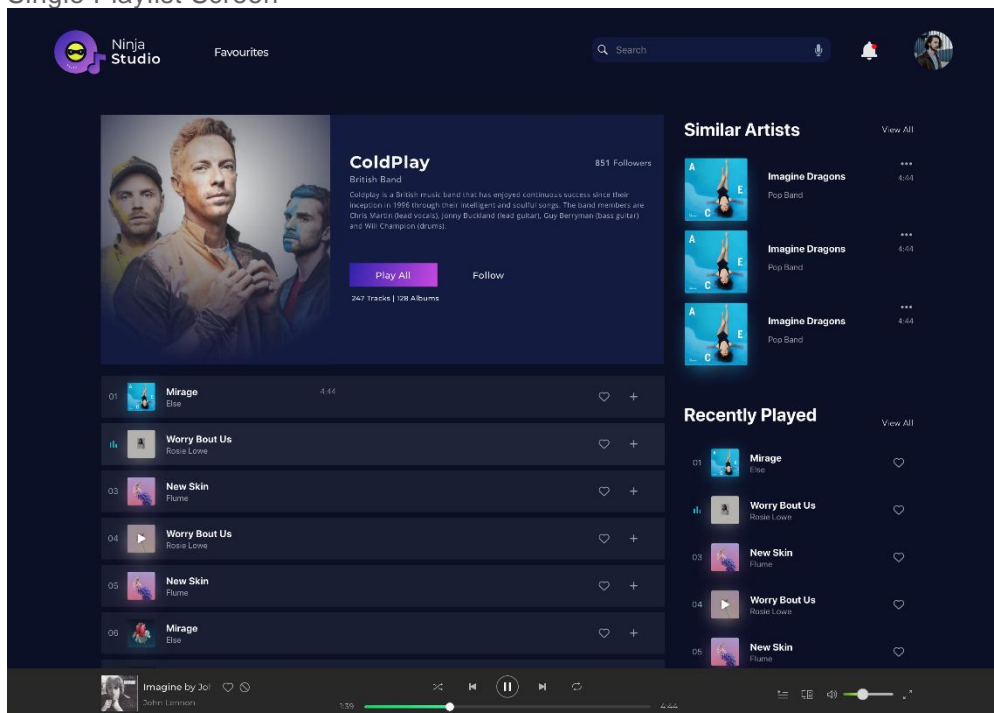 Single Playlist Screen
Ninja
Studio
Favourites
Search
ColdPlay
851 Followers
British Band
Coldplay is a British music band that has enjoyed continuous success since their
inception in 1996 through their intelligent and soulful songs. The band members are
Chris Martin (lead vocals), Jonny Buckland (lead guitar), Guy Berryman (bass guitar)
and Will Champion (drums).
Play All
Follow
247 Tracks | 128 Albums
01
Mirage
4:44
Else
Worry Bout Us
Rosie Lowe
03
New Skin
Flume
04
Worry Bout Us
Rosie Lowe
05
New Skin
Flume
06
Mirage
Else
Similar Artists
View All
A
E
C
Imagine Dragons
4:44
Pop Band
A
E
C
Imagine Dragons
4:44
Pop Band
A
E
C
Imagine Dragons
4:44
Pop Band
Recently Played
View All
01
Mirage
Else
Worry Bout Us
Rosie Lowe
03
New Skin
Flume
04
Worry Bout Us
Rosie Lowe
05
New Skin
Flume
Imagine by Jo
John Lennon
1:39
4:44